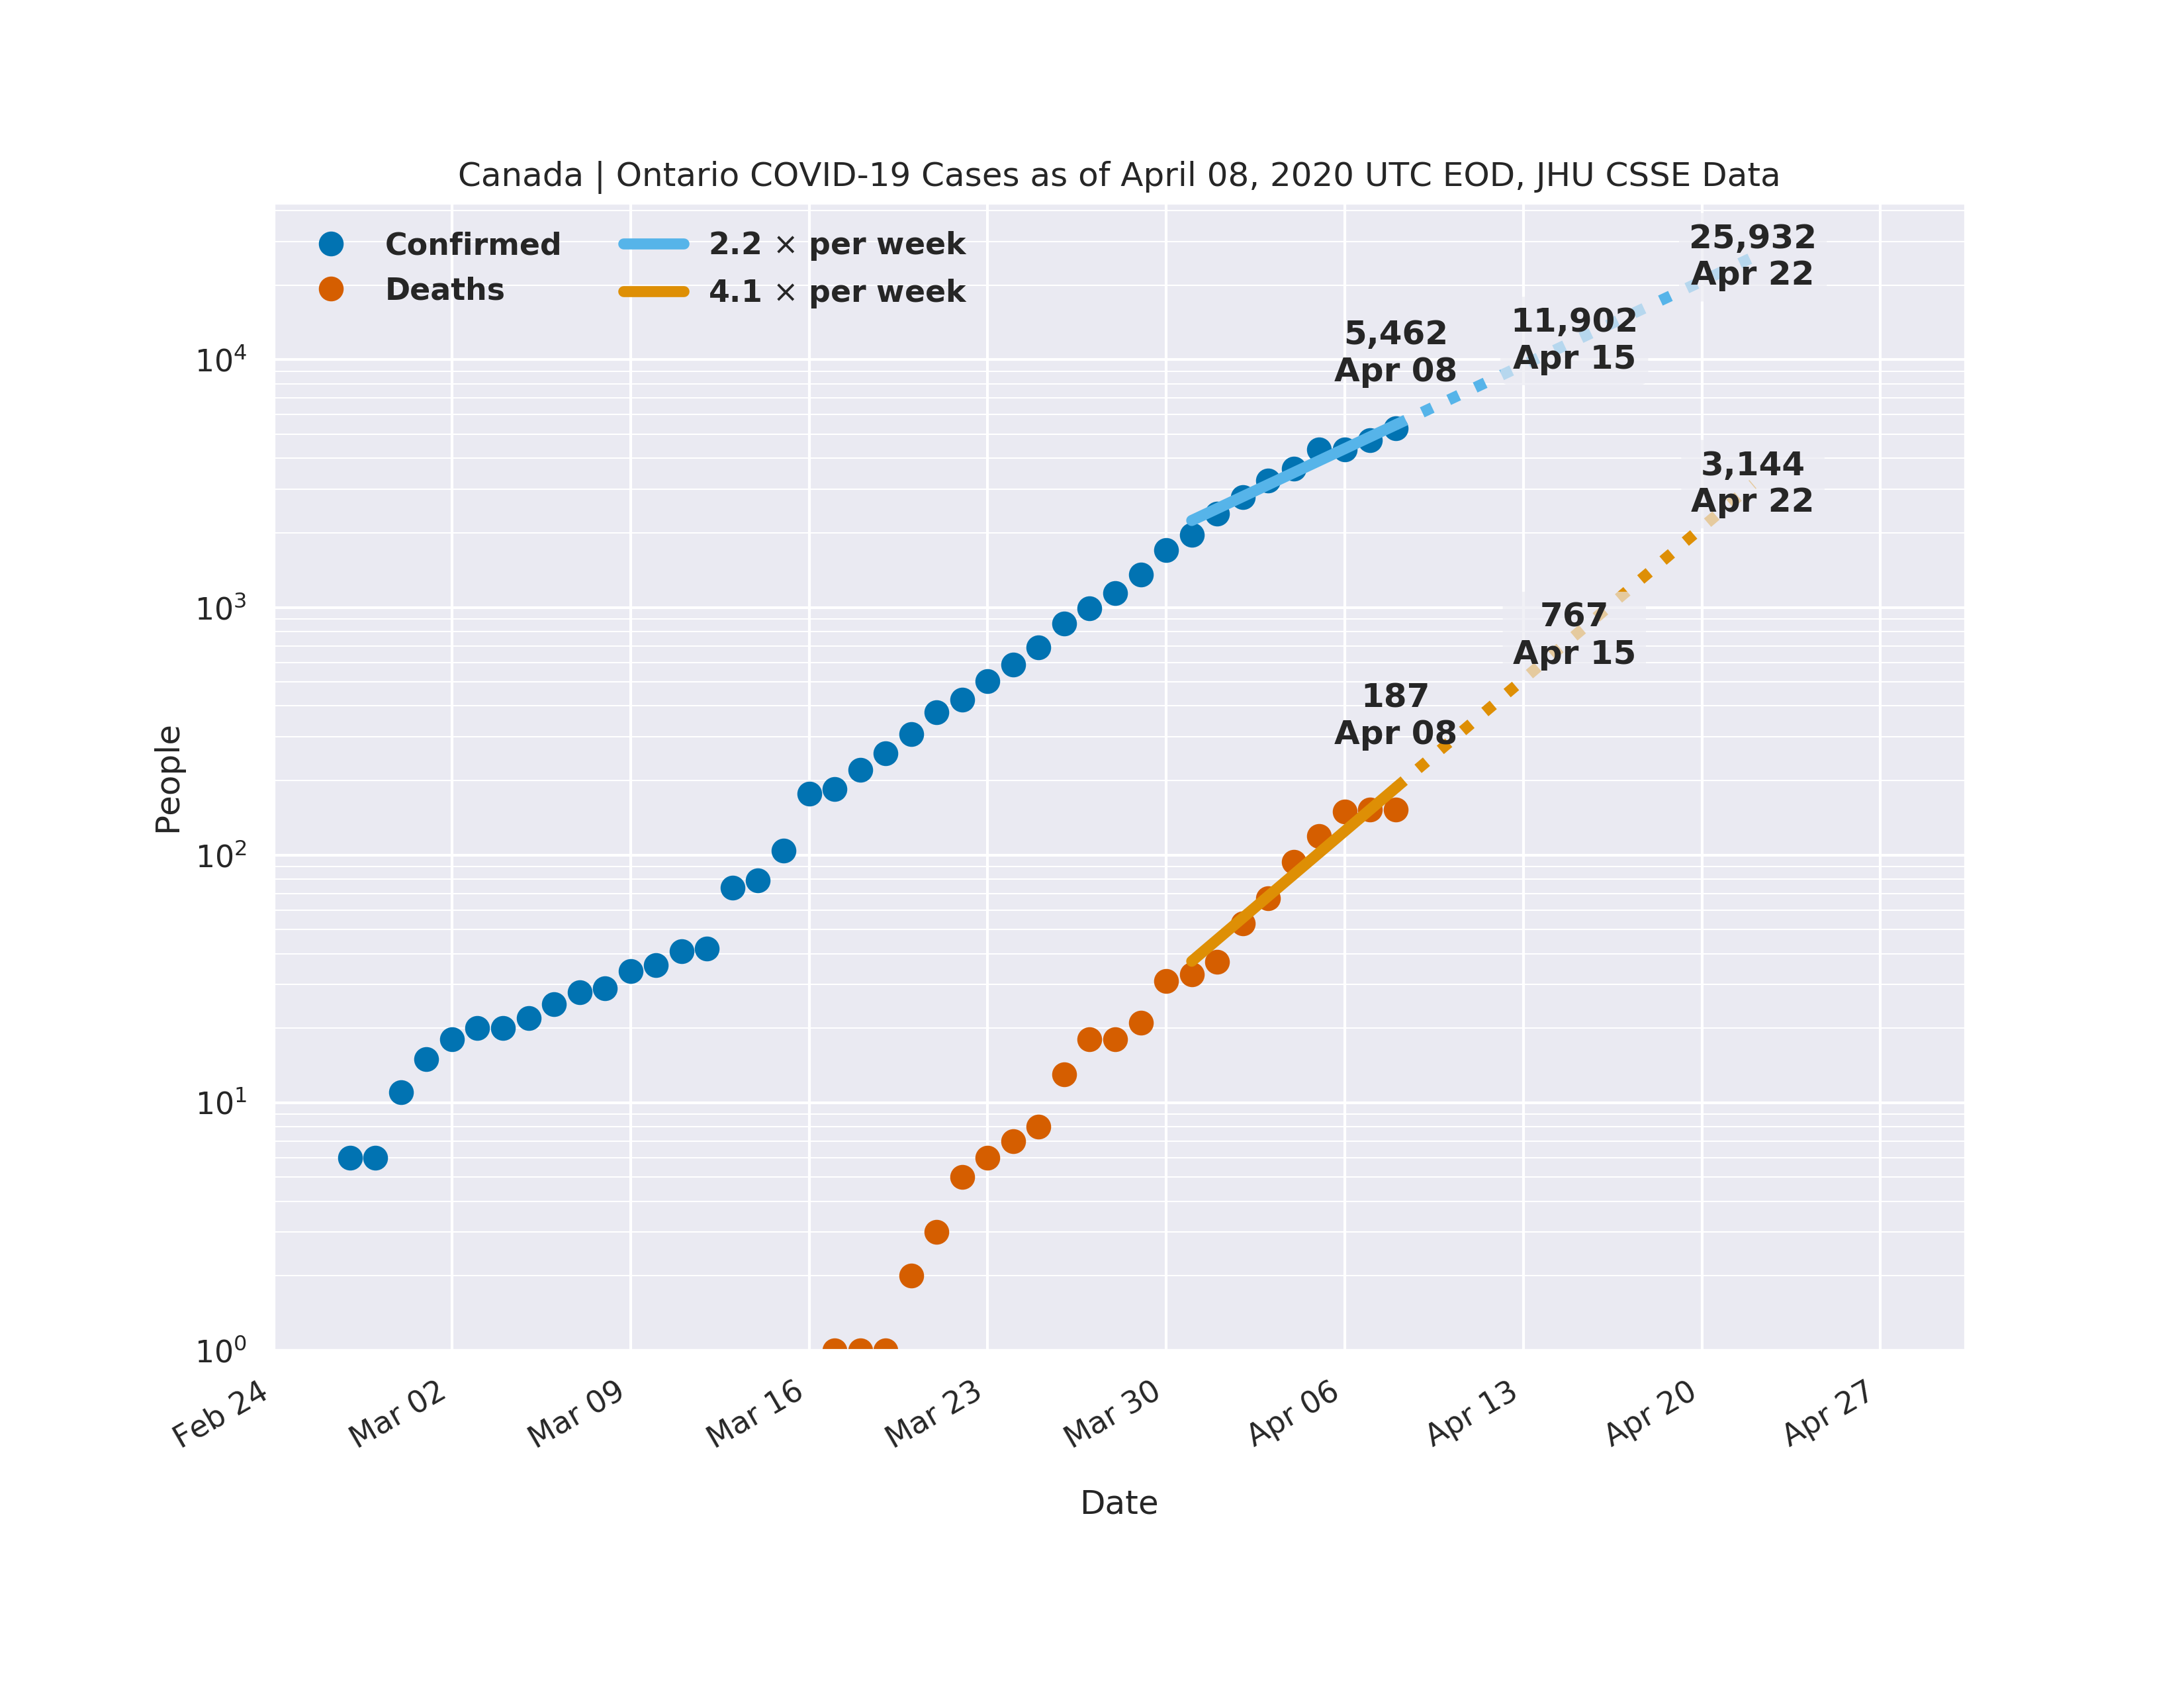 Canada | Ontario COVID-19 Cases as of April 08, 2020 UTC EOD, JHU CSSE Data
Confirmed
Deaths
2.2 × per week
4.1 × per week
25,932
Apr 22
11,902
Apr 15
5,462
Apr 08
3,144
Apr 22
767
Apr 15
187
Apr 08
People
10⁴
10³
10²
10¹
10⁰
Feb 24
Mar 02
Mar 09
Mar 16
Mar 23
Mar 30
Apr 06
Apr 13
Apr 20
Apr 27
Date